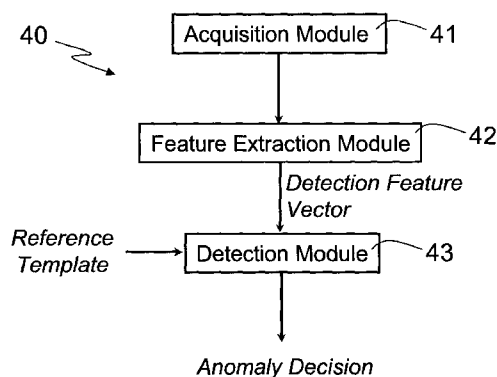 40
Acquisition Module
41
Feature Extraction Module
42
Detection Feature
Vector
Reference
Template
Detection Module
43
Anomaly Decision